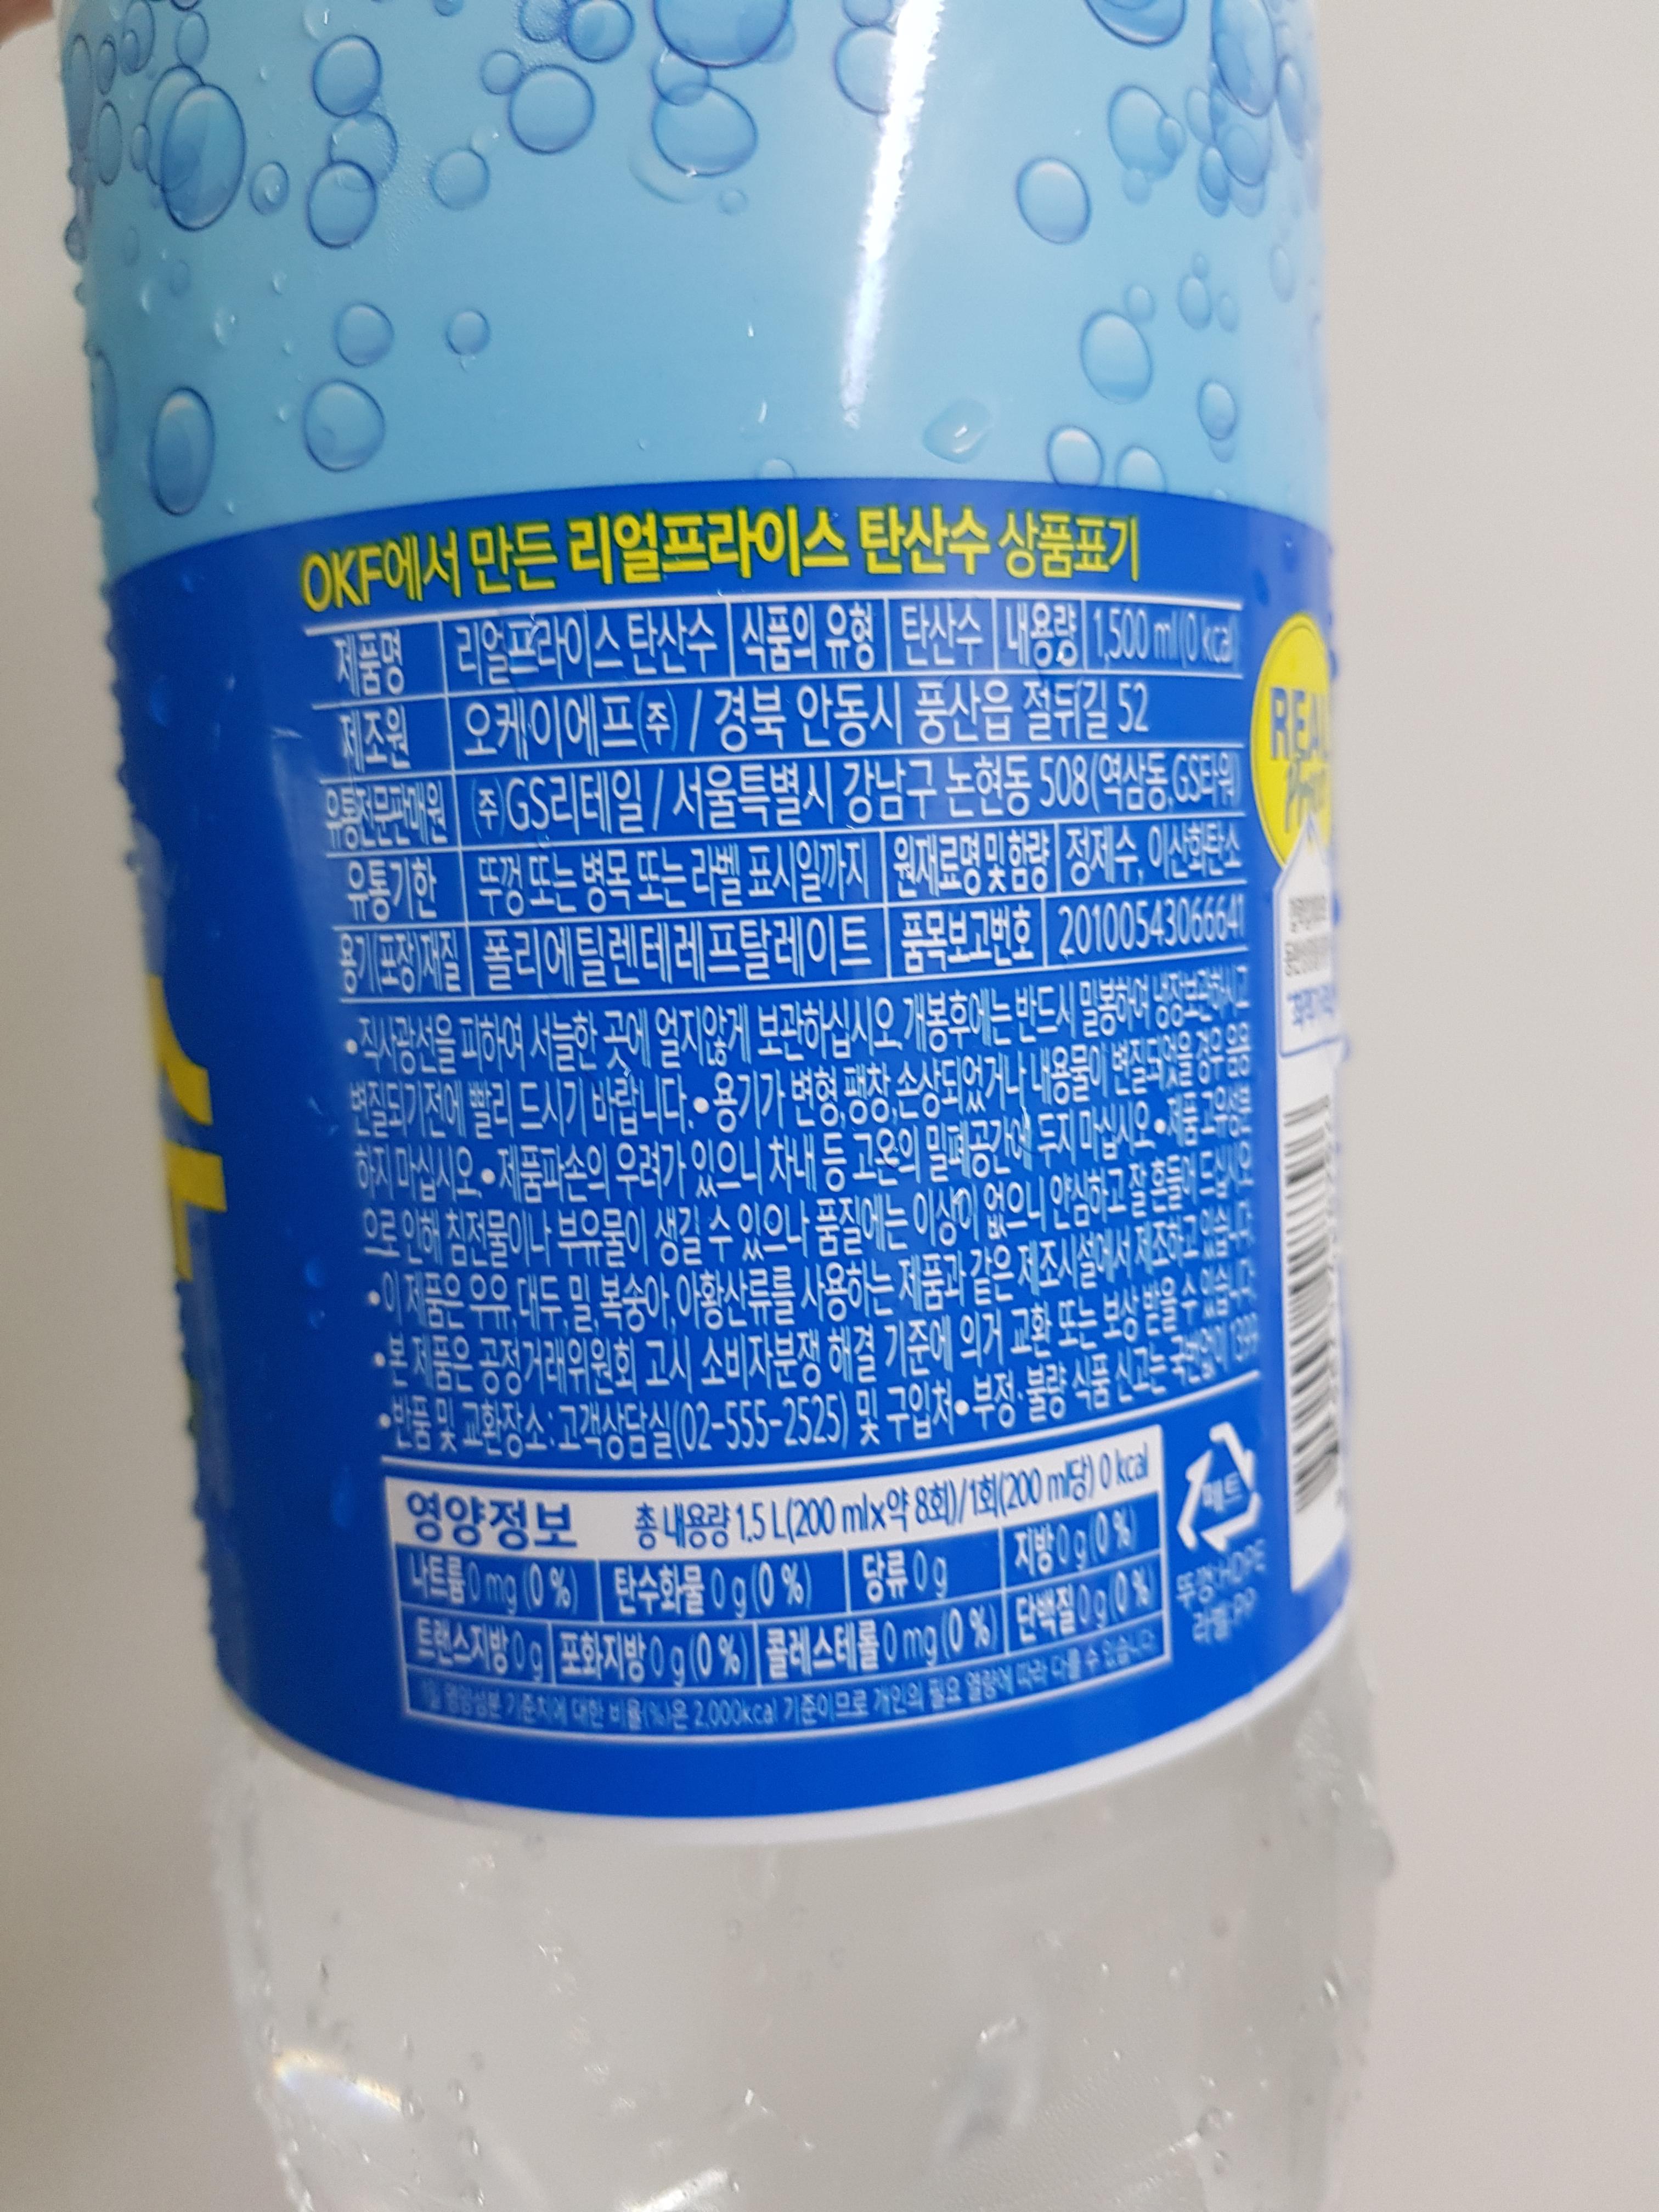 OKF에서 만든 리얼프라이스 탄산수 상품표기
제품명 리얼프라이스 탄산수 식품의 유형 탄산수 내용량 1,500 ml(0 kcal)
제조원 오케이에프(주) / 경북 안동시 풍산읍 절뒤길 52
유통전문판매원 (주)GS리테일 / 서울특별시 강남구 논현동 508(역삼동,GS타워)
유통기한 뚜껑 또는 병목 또는 라벨 표시일까지 원재료명 및 함량 정제수, 이산화탄소
용기(포장)재질 폴리에틸렌테레프탈레이트 품목보고번호 20100543066641
•직사광선을 피하여 서늘한 곳에 얼지않게 보관하십시오. 개봉후에는 반드시 밀봉하여 냉장보관하시고
변질되기전에 빨리 드시기 바랍니다.•용기가 변형,팽창,손상되었거나 내용물이 변질되었을 경우 음용
하지 마십시오.•제품파손의 우려가 있으니 차내 등 고온의 밀폐공간에 두지 마십시오•제품 고유성분
으로 인해 침전물이나 부유물이 생길 수 있으나 품질에는 이상이 없으니 안심하고 잘 흔들어 드십시오
•이 제품은 우유,대두,밀,복숭아,아황산류를 사용하는 제품과 같은 제조시설에서 제조하고 있습니다.
•본 제품은 공정거래위원회 고시 소비자분쟁 해결 기준에 의거 교환 또는 보상 받을 수 있습니다.
•반품 및 교환장소:고객상담실(02-555-2525) 및 구입처•부정·불량 식품 신고는 국번없이 1399
영양정보 총 내용량 1.5 L(200 mlx약 8회)/1회(200 ml당) 0 kcal
나트륨 0 mg (0 %) 탄수화물 0 g (0 %) 당류 0 g 지방 0 g (0 %)
트랜스지방 0 g 포화지방 0 g (0 %) 콜레스테롤 0 mg (0 %) 단백질 0 g (0 %)
1일 영양성분 기준치에 대한 비율(%)은 2,000kcal 기준이므로 개인의 필요 열량에 따라 다를 수 있습니다.
페트
뚜껑:HDPE
라벨:PP
REAL